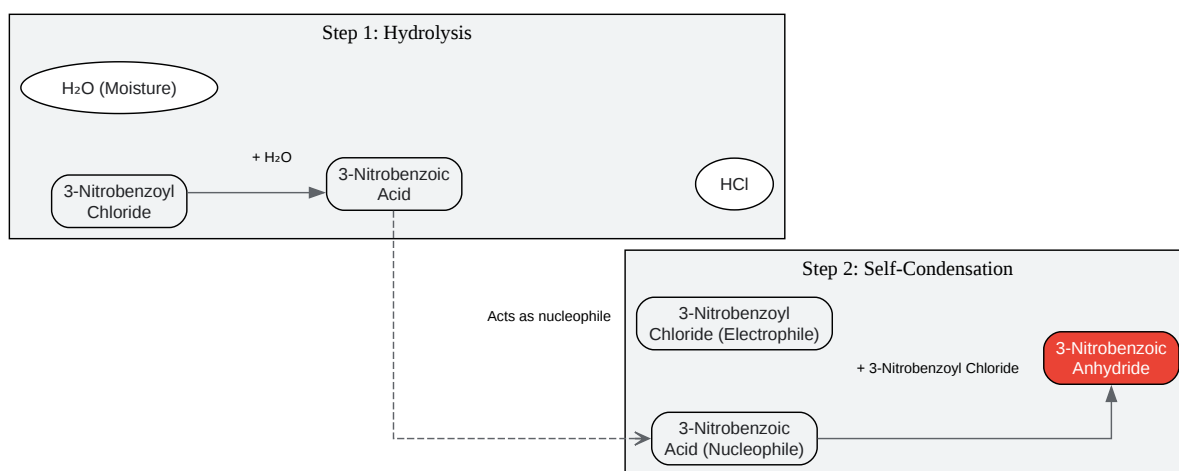 Step 1: Hydrolysis
H₂O (Moisture)
+ H₂O
3-Nitrobenzoyl
Chloride
3-Nitrobenzoic
Acid
HCl
Step 2: Self-Condensation
Acts as nucleophile
3-Nitrobenzoyl
Chloride (Electrophile)
+ 3-Nitrobenzoyl Chloride
3-Nitrobenzoic
Anhydride
3-Nitrobenzoic
Acid (Nucleophile)